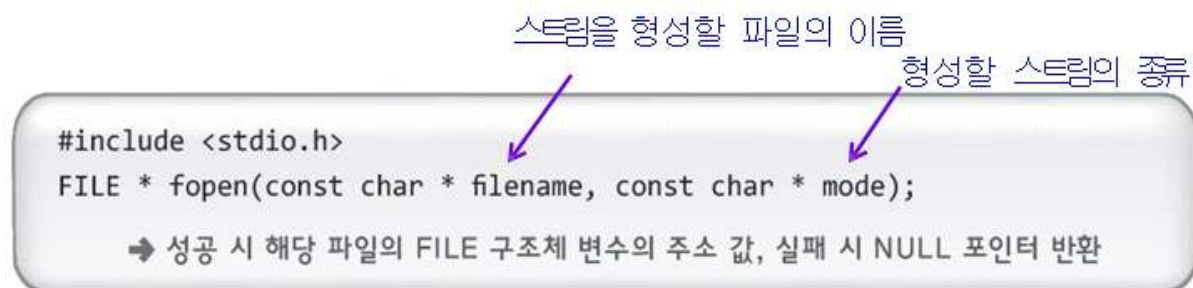 스트림을 형성할 파일의 이름
형성할 스트림의 종류
#include <stdio.h>
FILE * fopen(const char * filename, const char * mode);
➔ 성공 시 해당 파일의 FILE 구조체 변수의 주소 값, 실패 시 NULL 포인터 반환